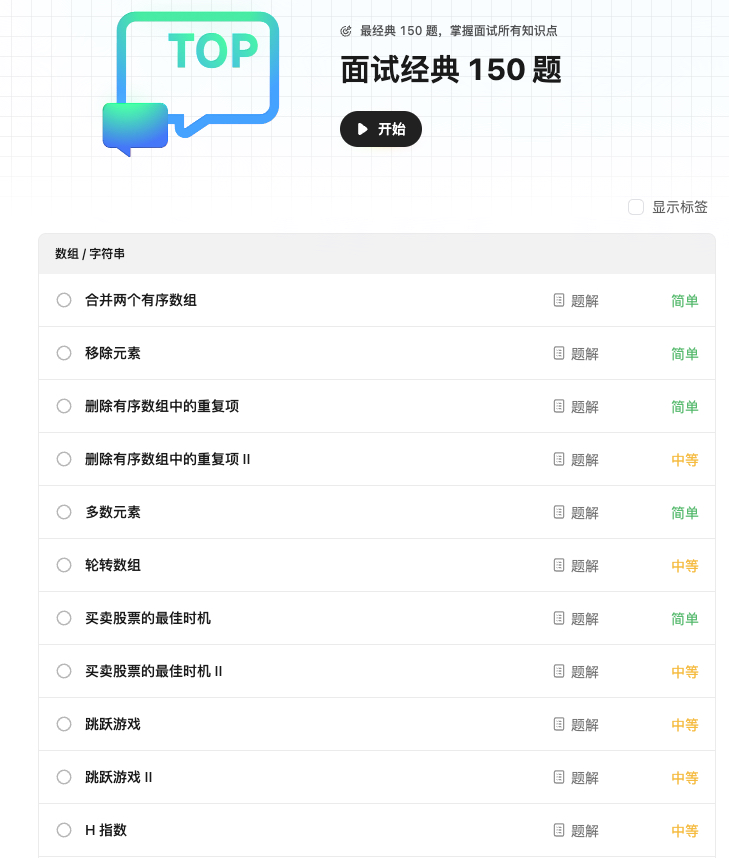 TOP
最经典 150 题，掌握面试所有知识点
面试经典 150 题
开始
显示标签
数组 / 字符串
合并两个有序数组 题解 简单
移除元素 题解 简单
删除有序数组中的重复项 题解 简单
删除有序数组中的重复项 II 题解 中等
多数元素 题解 简单
轮转数组 题解 中等
买卖股票的最佳时机 题解 简单
买卖股票的最佳时机 II 题解 中等
跳跃游戏 题解 中等
跳跃游戏 II 题解 中等
H 指数 题解 中等